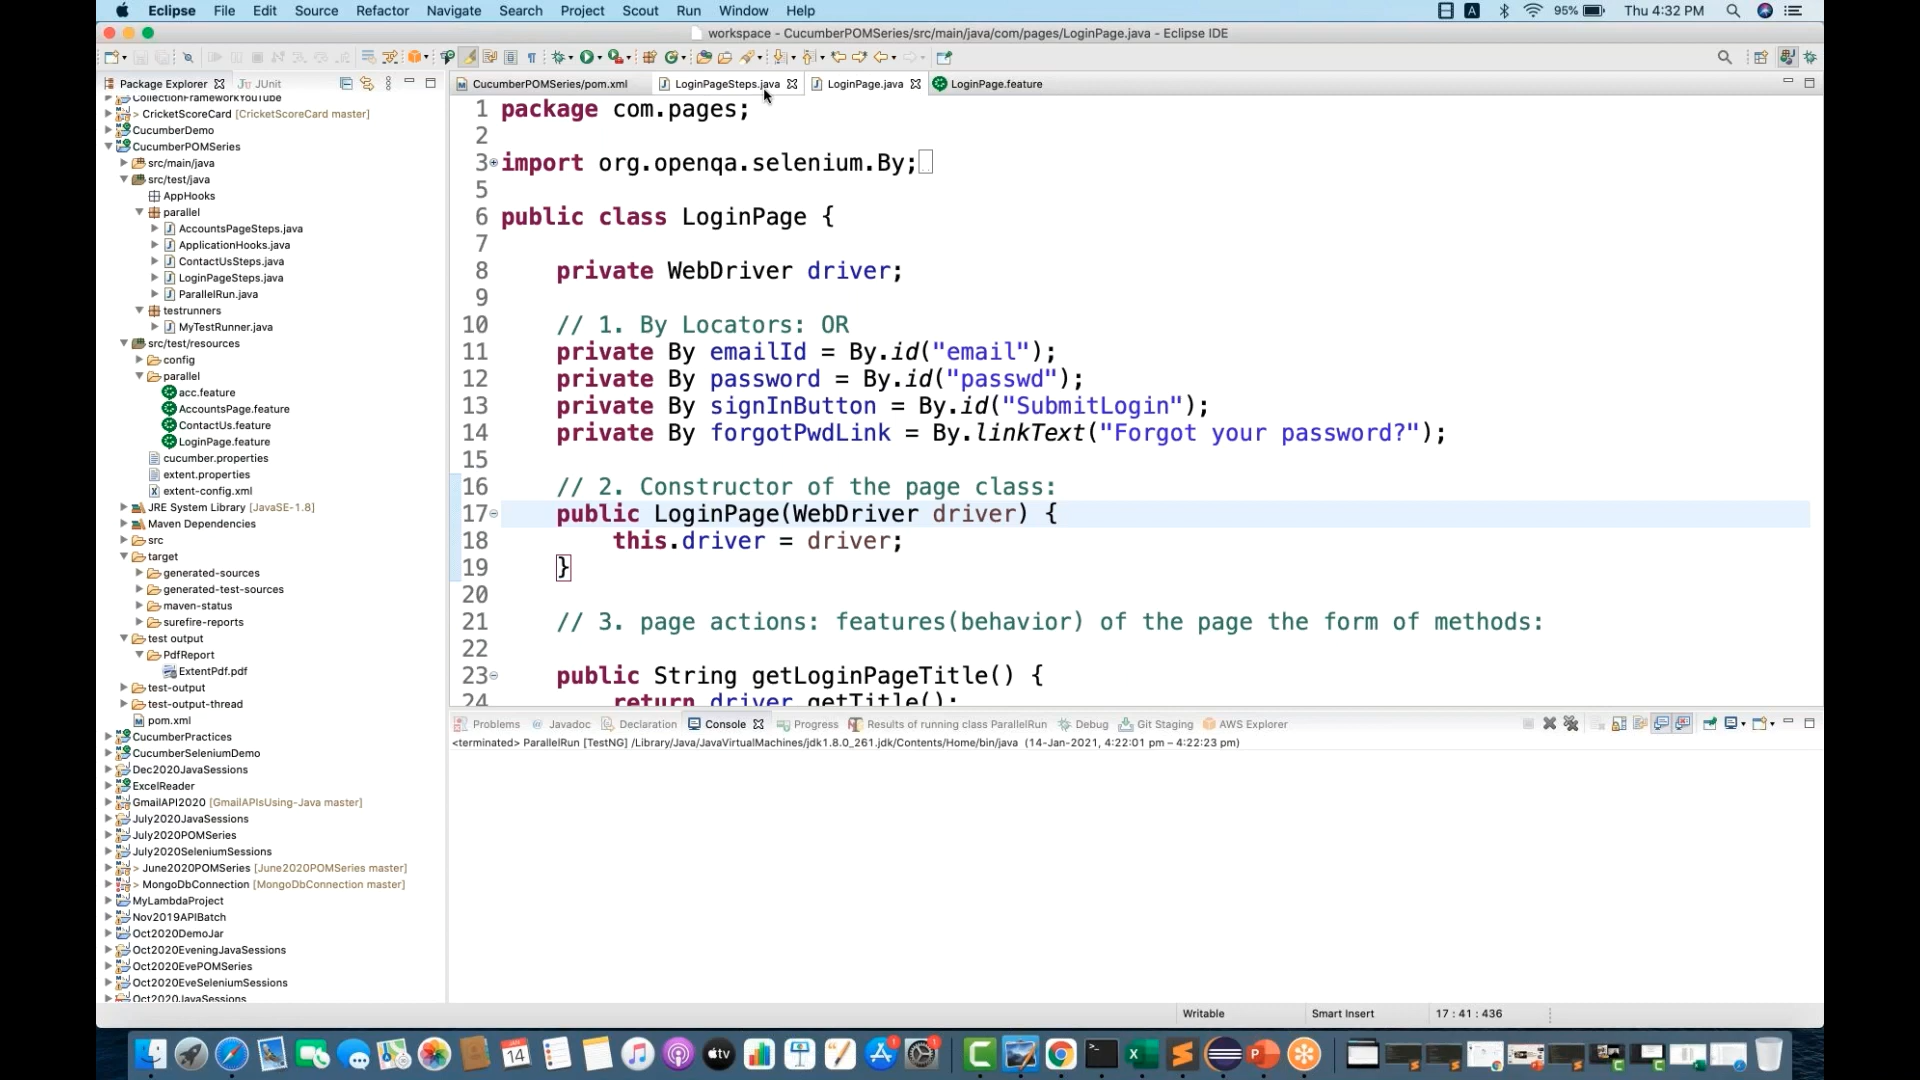 Eclipse File Edit Source Refactor Navigate Search Project Scout Run Window Help A 95% Thu 4:32 PM
workspace - CucumberPOMSeries/src/main/java/com/pages/LoginPage.java - Eclipse IDE
Package Explorer JUnit
CollectionFrameworkYouTube
> CricketScoreCard [CricketScoreCard master]
CucumberDemo
CucumberPOMSeries
src/main/java
src/test/java
AppHooks
parallel
AccountsPageSteps.java
ApplicationHooks.java
ContactUsSteps.java
LoginPageSteps.java
ParallelRun.java
testrunners
MyTestRunner.java
src/test/resources
config
parallel
acc.feature
AccountsPage.feature
ContactUs.feature
LoginPage.feature
cucumber.properties
extent.properties
extent-config.xml
JRE System Library [JavaSE-1.8]
Maven Dependencies
src
target
generated-sources
generated-test-sources
maven-status
surefire-reports
test output
PdfReport
ExtentPdf.pdf
test-output
test-output-thread
pom.xml
CucumberPractices
CucumberSeleniumDemo
Dec2020JavaSessions
ExcelReader
GmailAPI2020 [GmailAPIsUsing-Java master]
July2020JavaSessions
July2020POMSeries
July2020SeleniumSessions
> June2020POMSeries [June2020POMSeries master]
> MongoDbConnection [MongoDbConnection master]
MyLambdaProject
Nov2019APIBatch
Oct2020DemoJar
Oct2020EveningJavaSessions
Oct2020EvePOMSeries
Oct2020EveSeleniumSessions
Oct2020JavaSessions
CucumberPOMSeries/pom.xml LoginPageSteps.java LoginPage.java LoginPage.feature
1 package com.pages;
2
3 import org.openqa.selenium.By;
5
6 public class LoginPage {
7
8 private WebDriver driver;
9
10 // 1. By Locators: OR
11 private By emailId = By.id("email");
12 private By password = By.id("passwd");
13 private By signInButton = By.id("SubmitLogin");
14 private By forgotPwdLink = By.linkText("Forgot your password?");
15
16 // 2. Constructor of the page class:
17 public LoginPage(WebDriver driver) {
18 this.driver = driver;
19 }
20
21 // 3. page actions: features(behavior) of the page the form of methods:
22
23 public String getLoginPageTitle() {
24 return driver.getTitle();
Problems Javadoc Declaration Console Progress Results of running class ParallelRun Debug Git Staging AWS Explorer
<terminated> ParallelRun [TestNG] /Library/Java/JavaVirtualMachines/jdk1.8.0_261.jdk/Contents/Home/bin/java (14-Jan-2021, 4:22:01 pm – 4:22:23 pm)
Writable Smart Insert 17 : 41 : 436
14 tv